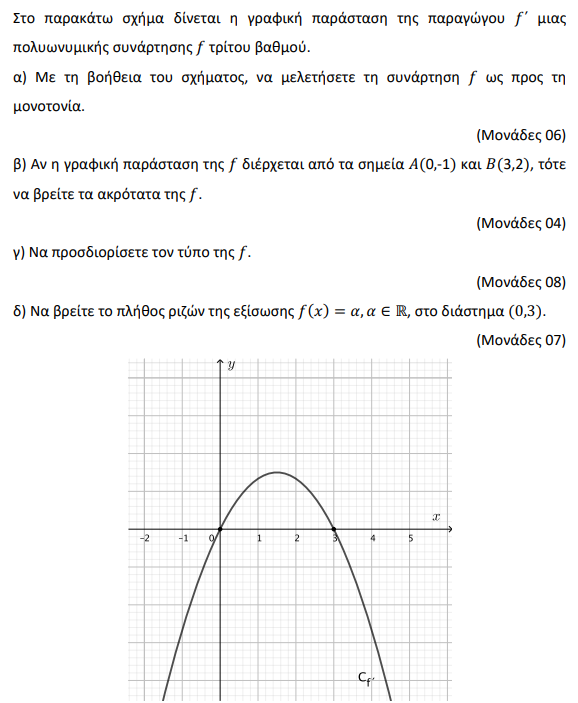 Στο παρακάτω σχήμα δίνεται η γραφική παράσταση της παραγώγου f′ μιας
πολυωνυμικής συνάρτησης f τρίτου βαθμού.
α) Με τη βοήθεια του σχήματος, να μελετήσετε τη συνάρτηση f ως προς τη
μονοτονία.
(Μονάδες 06)
β) Αν η γραφική παράσταση της f διέρχεται από τα σημεία A(0,-1) και B(3,2), τότε
να βρείτε τα ακρότατα της f.
(Μονάδες 04)
γ) Να προσδιορίσετε τον τύπο της f.
(Μονάδες 08)
δ) Να βρείτε το πλήθος ριζών της εξίσωσης f(x) = α, α ∈ ℝ, στο διάστημα (0,3).
(Μονάδες 07)
y
x
-2 -1 0 1 2 3 4 5
C_f′